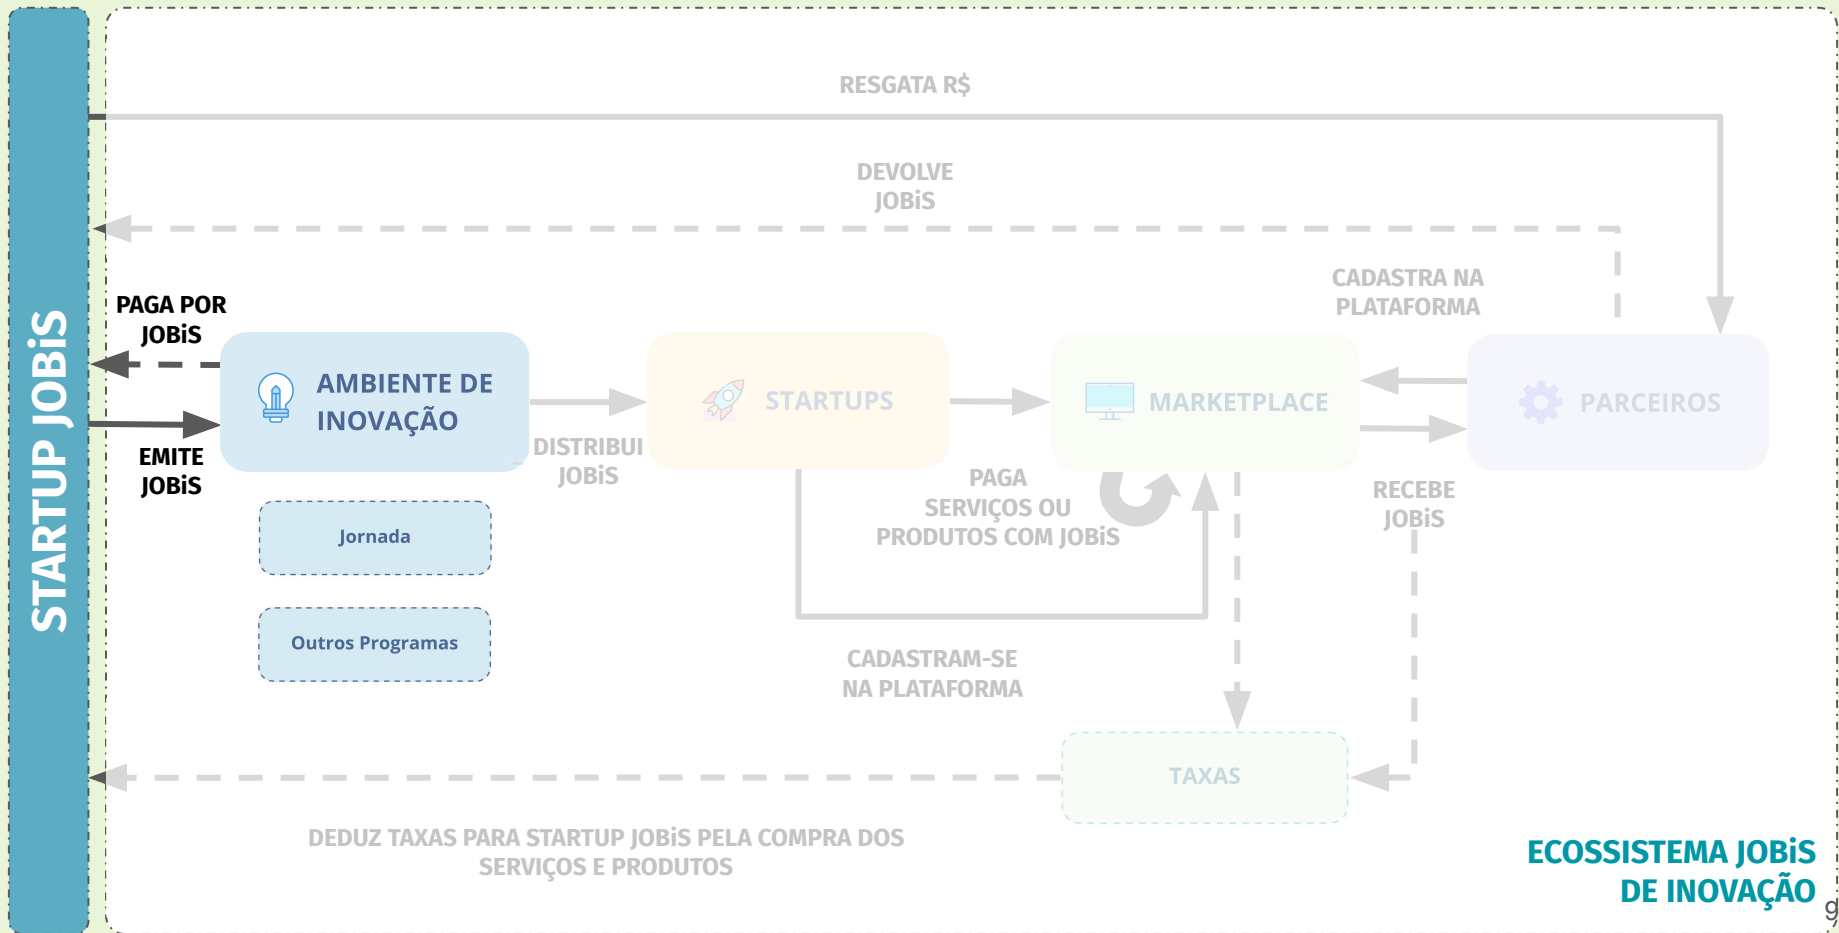 STARTUP JOBiS
RESGATA R$
DEVOLVE
JOBiS
CADASTRA NA
PLATAFORMA
PAGA POR
JOBiS
AMBIENTE DE
INOVAÇÃO
STARTUPS
MARKETPLACE
PARCEIROS
EMITE
JOBiS
DISTRIBUI
JOBiS
PAGA
SERVIÇOS OU
PRODUTOS COM JOBiS
RECEBE
JOBiS
Jornada
Outros Programas
CADASTRAM-SE
NA PLATAFORMA
TAXAS
DEDUZ TAXAS PARA STARTUP JOBiS PELA COMPRA DOS
SERVIÇOS E PRODUTOS
ECOSSISTEMA JOBiS
DE INOVAÇÃO
9